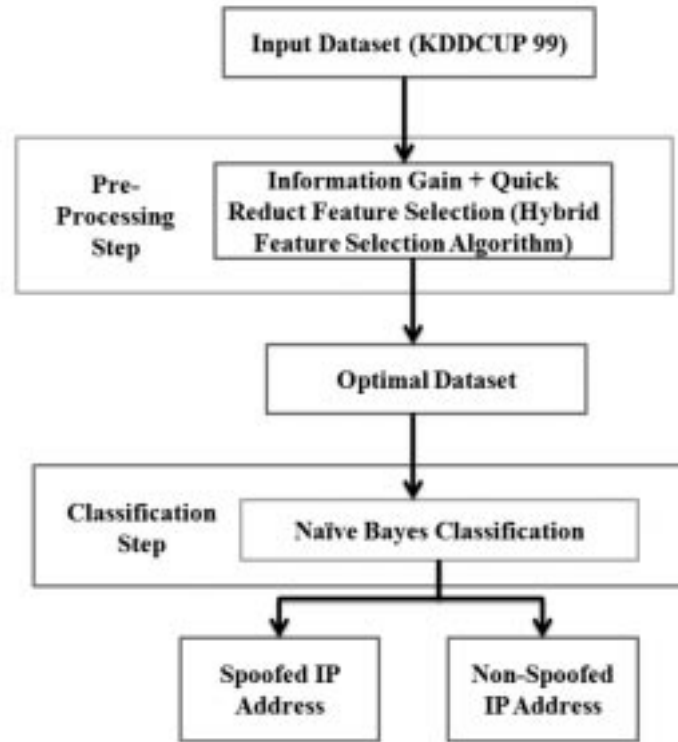 Input Dataset (KDDCUP 99)
Pre-
Processing
Step
Information Gain + Quick
Reduct Feature Selection (Hybrid
Feature Selection Algorithm)
Optimal Dataset
Classification
Step
Naïve Bayes Classification
Spoofed IP
Address
Non-Spoofed
IP Address